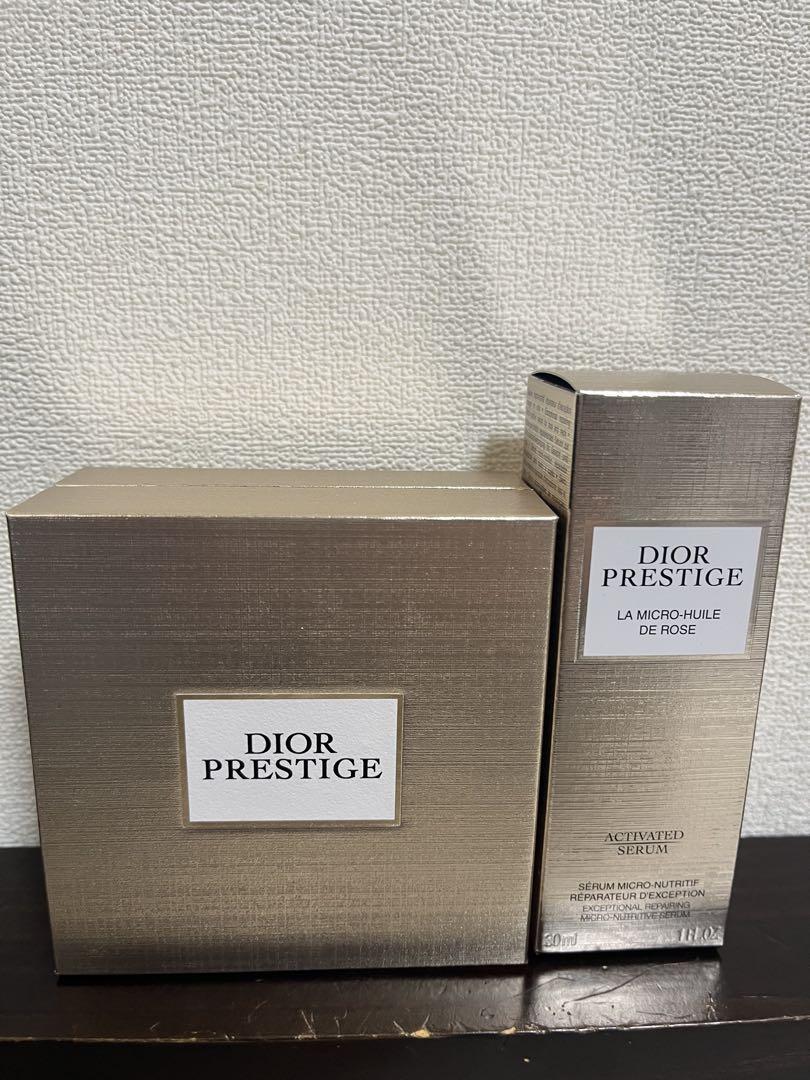 DIOR
PRESTIGE
DIOR
PRESTIGE
LA MICRO-HUILE
DE ROSE
ACTIVATED
SERUM
SÉRUM MICRO-NUTRITIF
RÉPARATEUR D'EXCEPTION
EXCEPTIONAL REPAIRING
MICRO-NUTRITIVE SERUM
30ml 1 FL.OZ